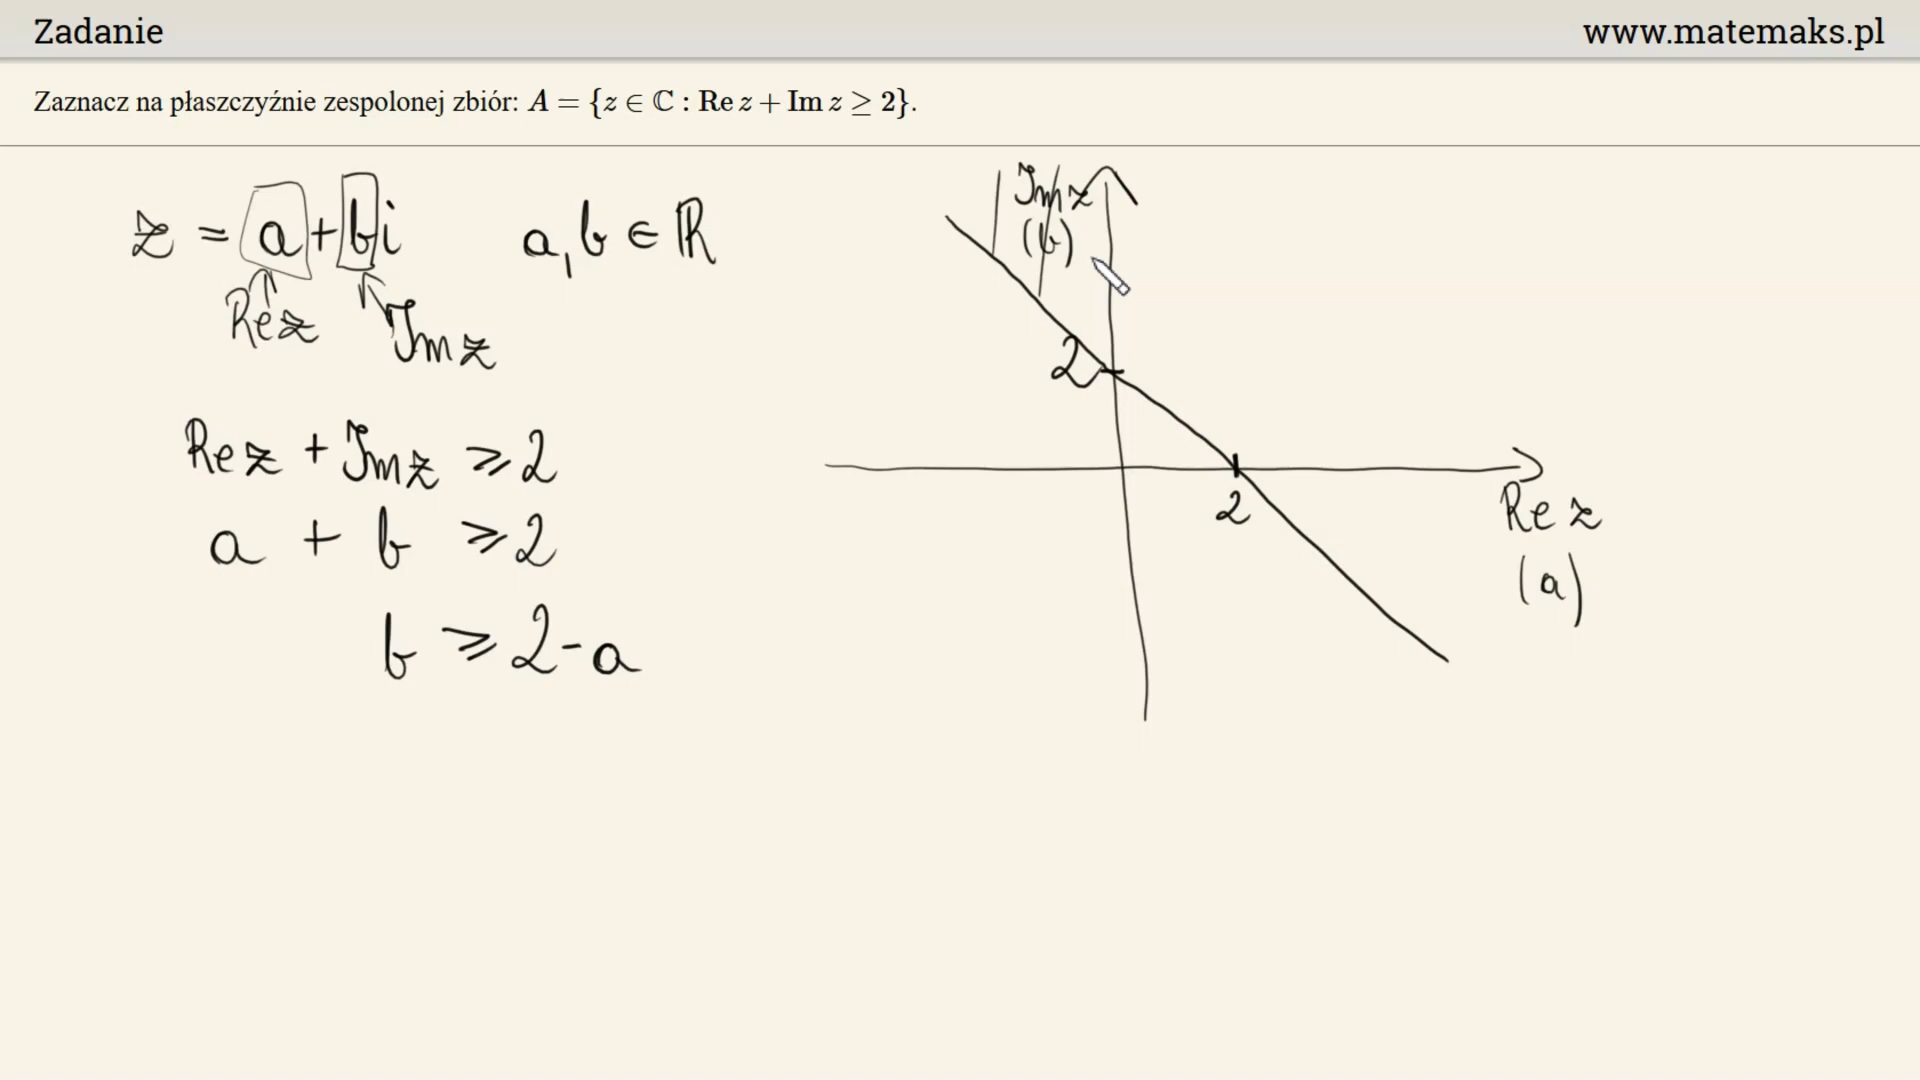 Zadanie
www.matemaks.pl
Zaznacz na płaszczyźnie zespolonej zbiór: A = {z ∈ ℂ : Re z + Im z ≥ 2}.
z = a + bi a, b ∈ ℝ
Re z Im z
Re z + Im z ≥ 2
a + b ≥ 2
b ≥ 2 - a
Im z
(b)
2
2
Re z
(a)